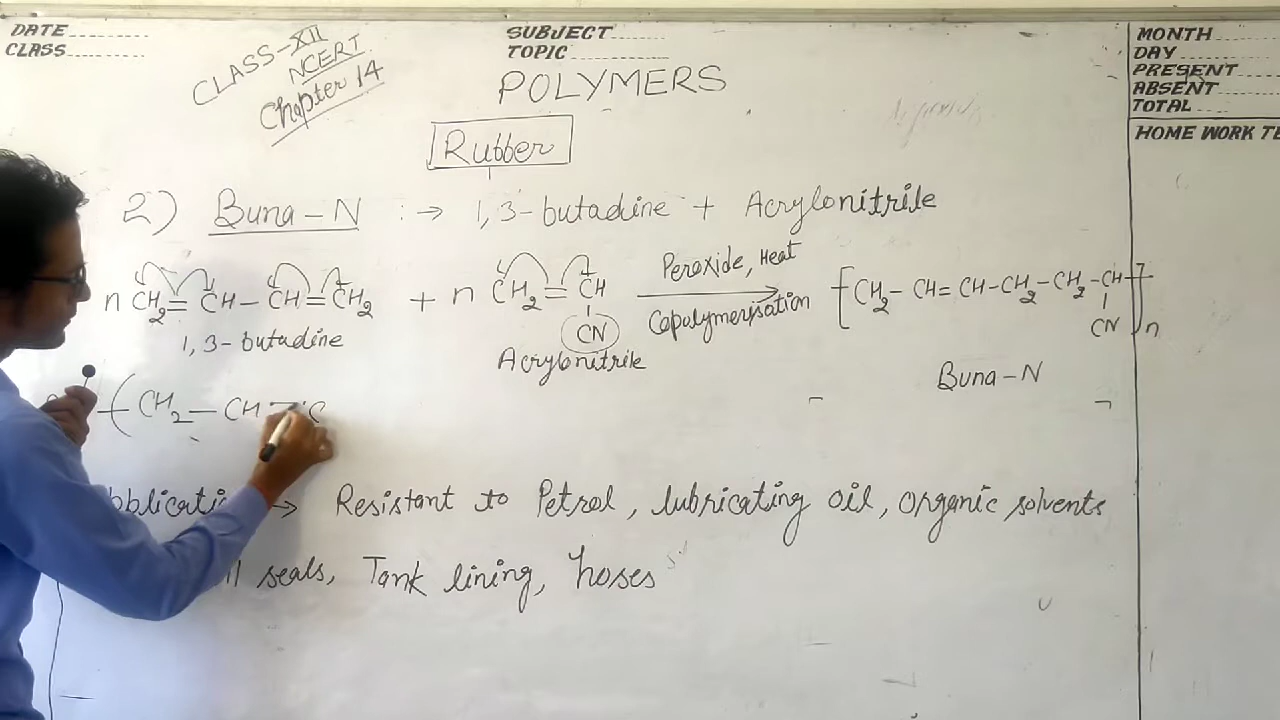 DATE
CLASS
CLASS-XII
NCERT
Chapter 14
SUBJECT
TOPIC
POLYMERS
Rubber
MONTH
DAY
PRESENT
ABSENT
TOTAL
HOME WORK
2) Buna-N :→ 1,3-butadiene + Acrylonitrile
n CH2=CH-CH=CH2 + n CH2=CH Peroxide, Heat [CH2-CH=CH-CH2-CH2-CH]n
CN Copolymerisation CN
1,3-butadine Acrylonitrile
Buna-N
(CH2-CH=C
→ Resistant to Petrol, lubricating oil, organic solvents
seals, Tank lining, hoses